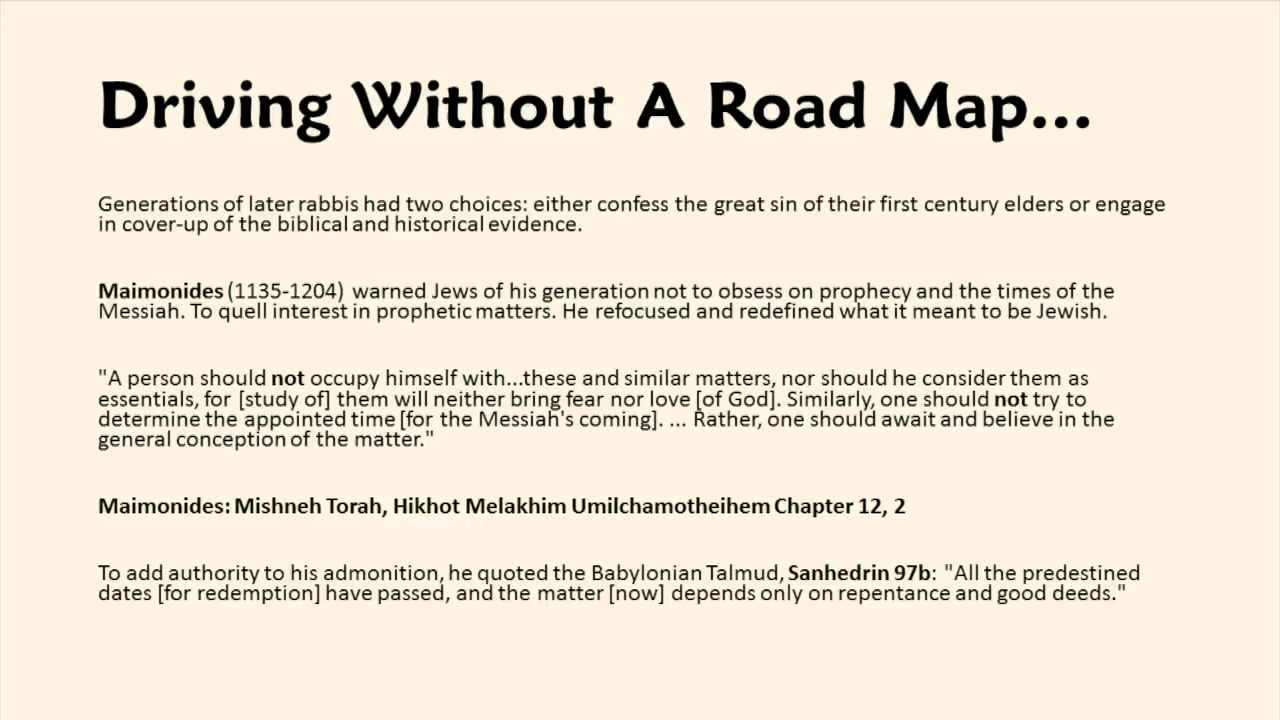 Driving Without A Road Map...
Generations of later rabbis had two choices: either confess the great sin of their first century elders or engage
in cover-up of the biblical and historical evidence.
Maimonides (1135-1204) warned Jews of his generation not to obsess on prophecy and the times of the
Messiah. To quell interest in prophetic matters. He refocused and redefined what it meant to be Jewish.
"A person should not occupy himself with...these and similar matters, nor should he consider them as
essentials, for [study of] them will neither bring fear nor love [of God]. Similarly, one should not try to
determine the appointed time [for the Messiah's coming]. ... Rather, one should await and believe in the
general conception of the matter."
Maimonides: Mishneh Torah, Hikhot Melakhim Umilchamotheihem Chapter 12, 2
To add authority to his admonition, he quoted the Babylonian Talmud, Sanhedrin 97b: "All the predestined
dates [for redemption] have passed, and the matter [now] depends only on repentance and good deeds."